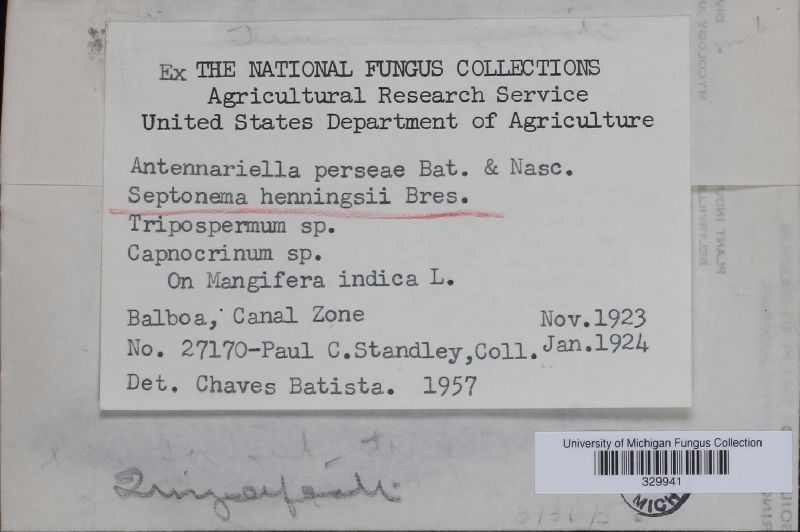 Ex THE NATIONAL FUNGUS COLLECTIONS
Agricultural Research Service
United States Department of Agriculture
Antennariella perseae Bat. & Nasc.
Septonema henningsii Bres.
Tripospermum sp.
Capnocrinum sp.
On Mangifera indica L.
Balboa, Canal Zone Nov.1923
No. 27170-Paul C.Standley,Coll. Jan.1924
Det. Chaves Batista. 1957
University of Michigan Fungus Collection
329941
MICH